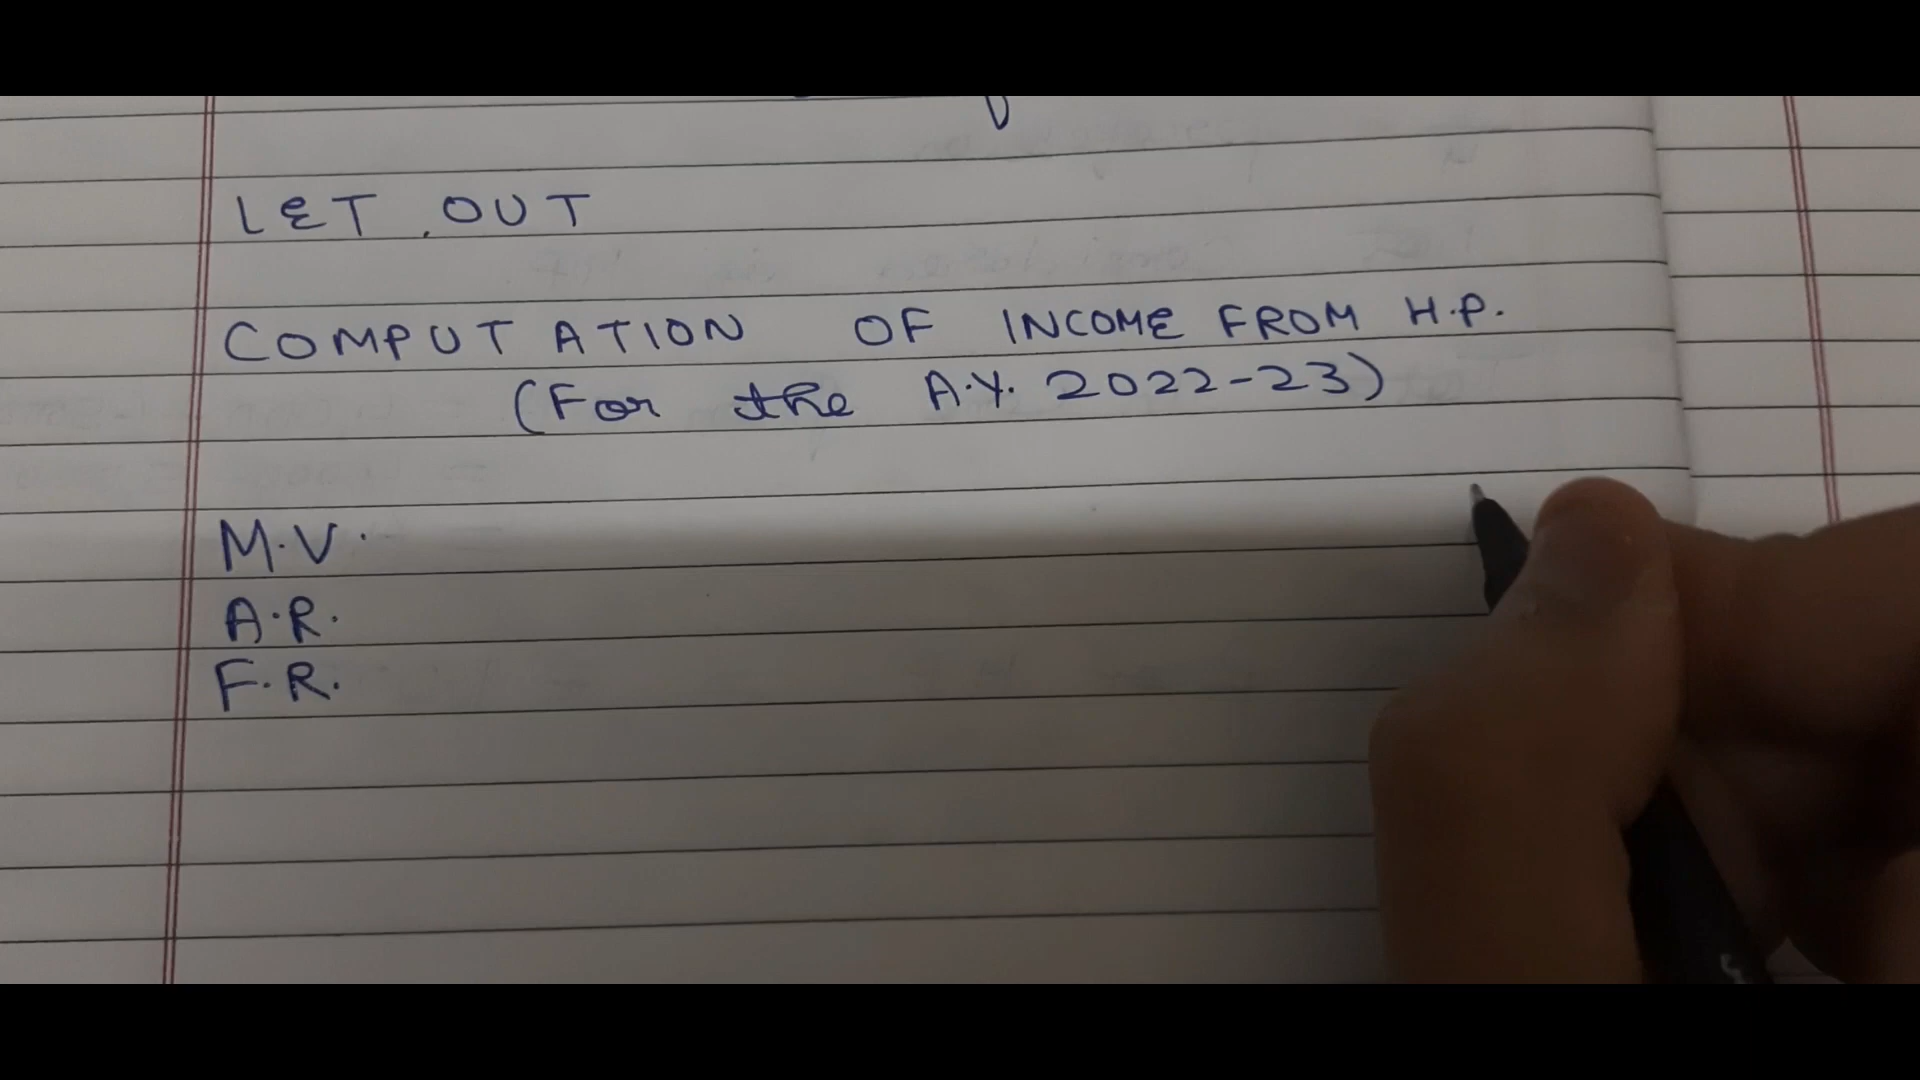 LET OUT
COMPUTATION OF INCOME FROM H.P.
(For the A.Y. 2022-23)
M.V.
A.R.
F.R.